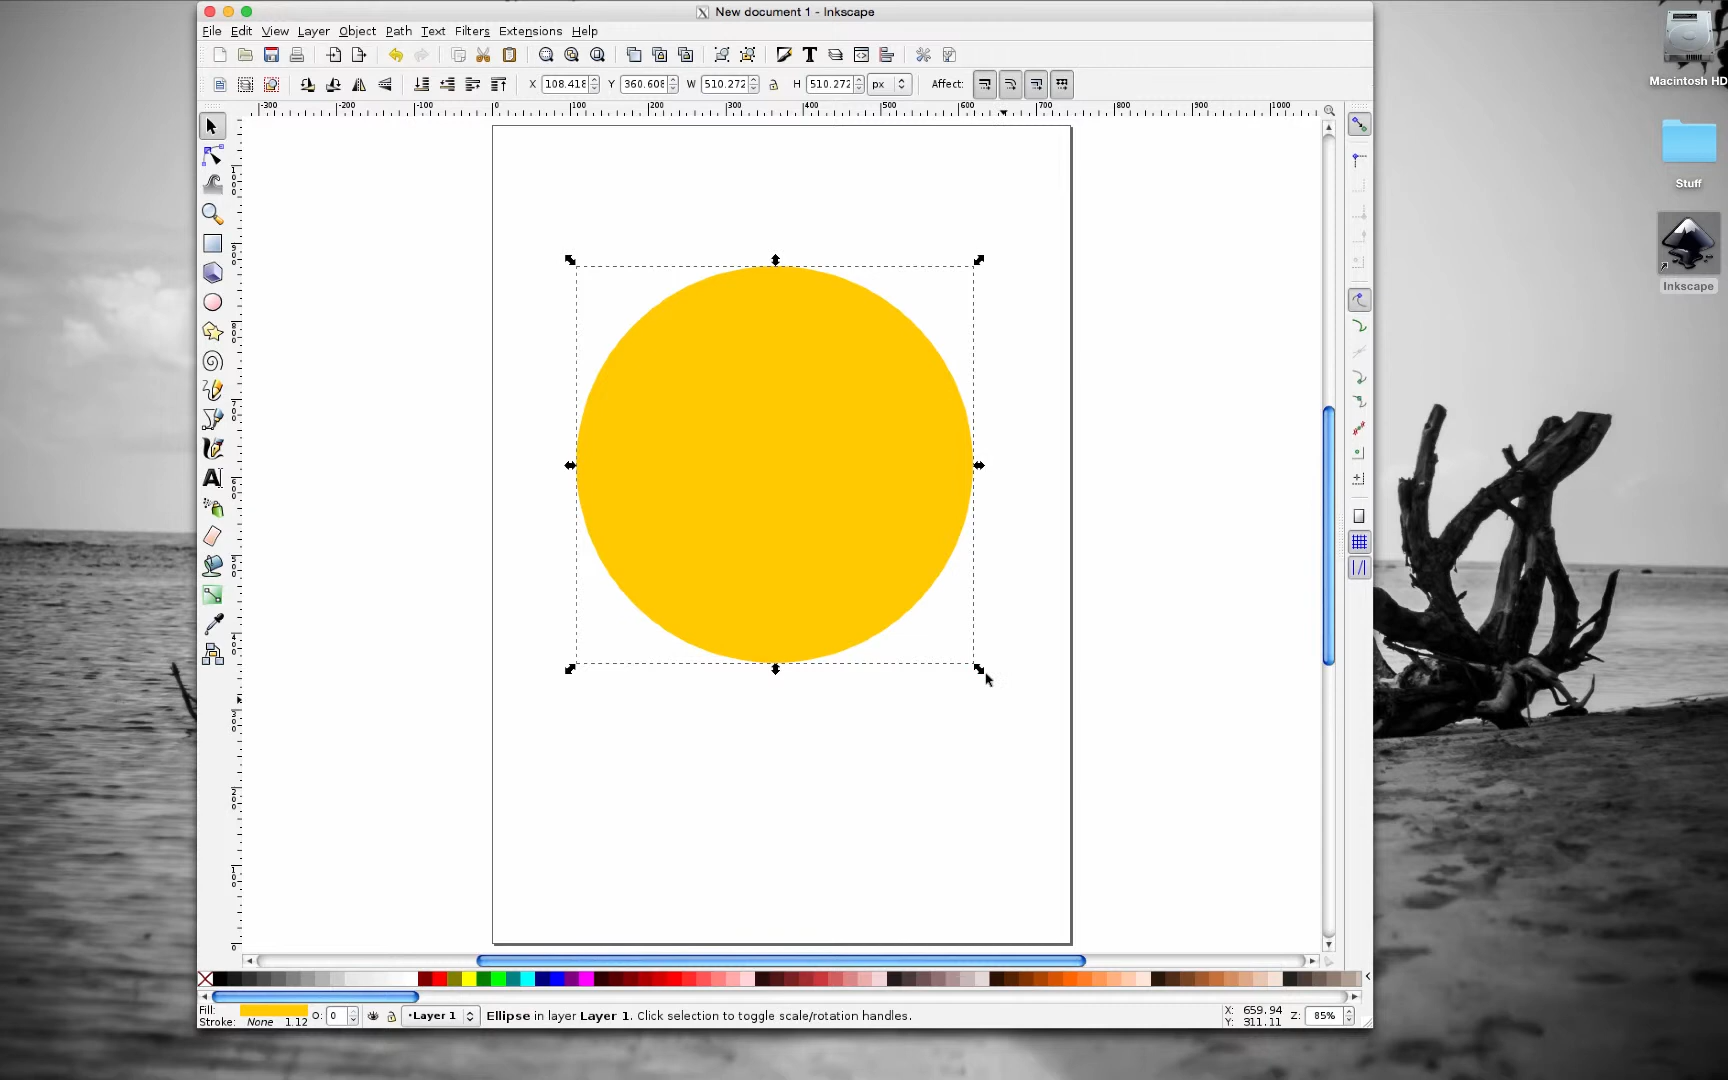 New document 1 - Inkscape
File Edit View Layer Object Path Text Filters Extensions Help
X 108.418 Y 360.608 W 510.272 H 510.272 px Affect:
-300 -200 -100 0 100 200 300 400 500 600 700 800 900 1000
Macintosh HD
Stuff
Inkscape
Fill:
Stroke: None 1.12
O: 0
•Layer 1
Ellipse in layer Layer 1. Click selection to toggle scale/rotation handles.
X: 659.94
Y: 311.11
Z: 85%